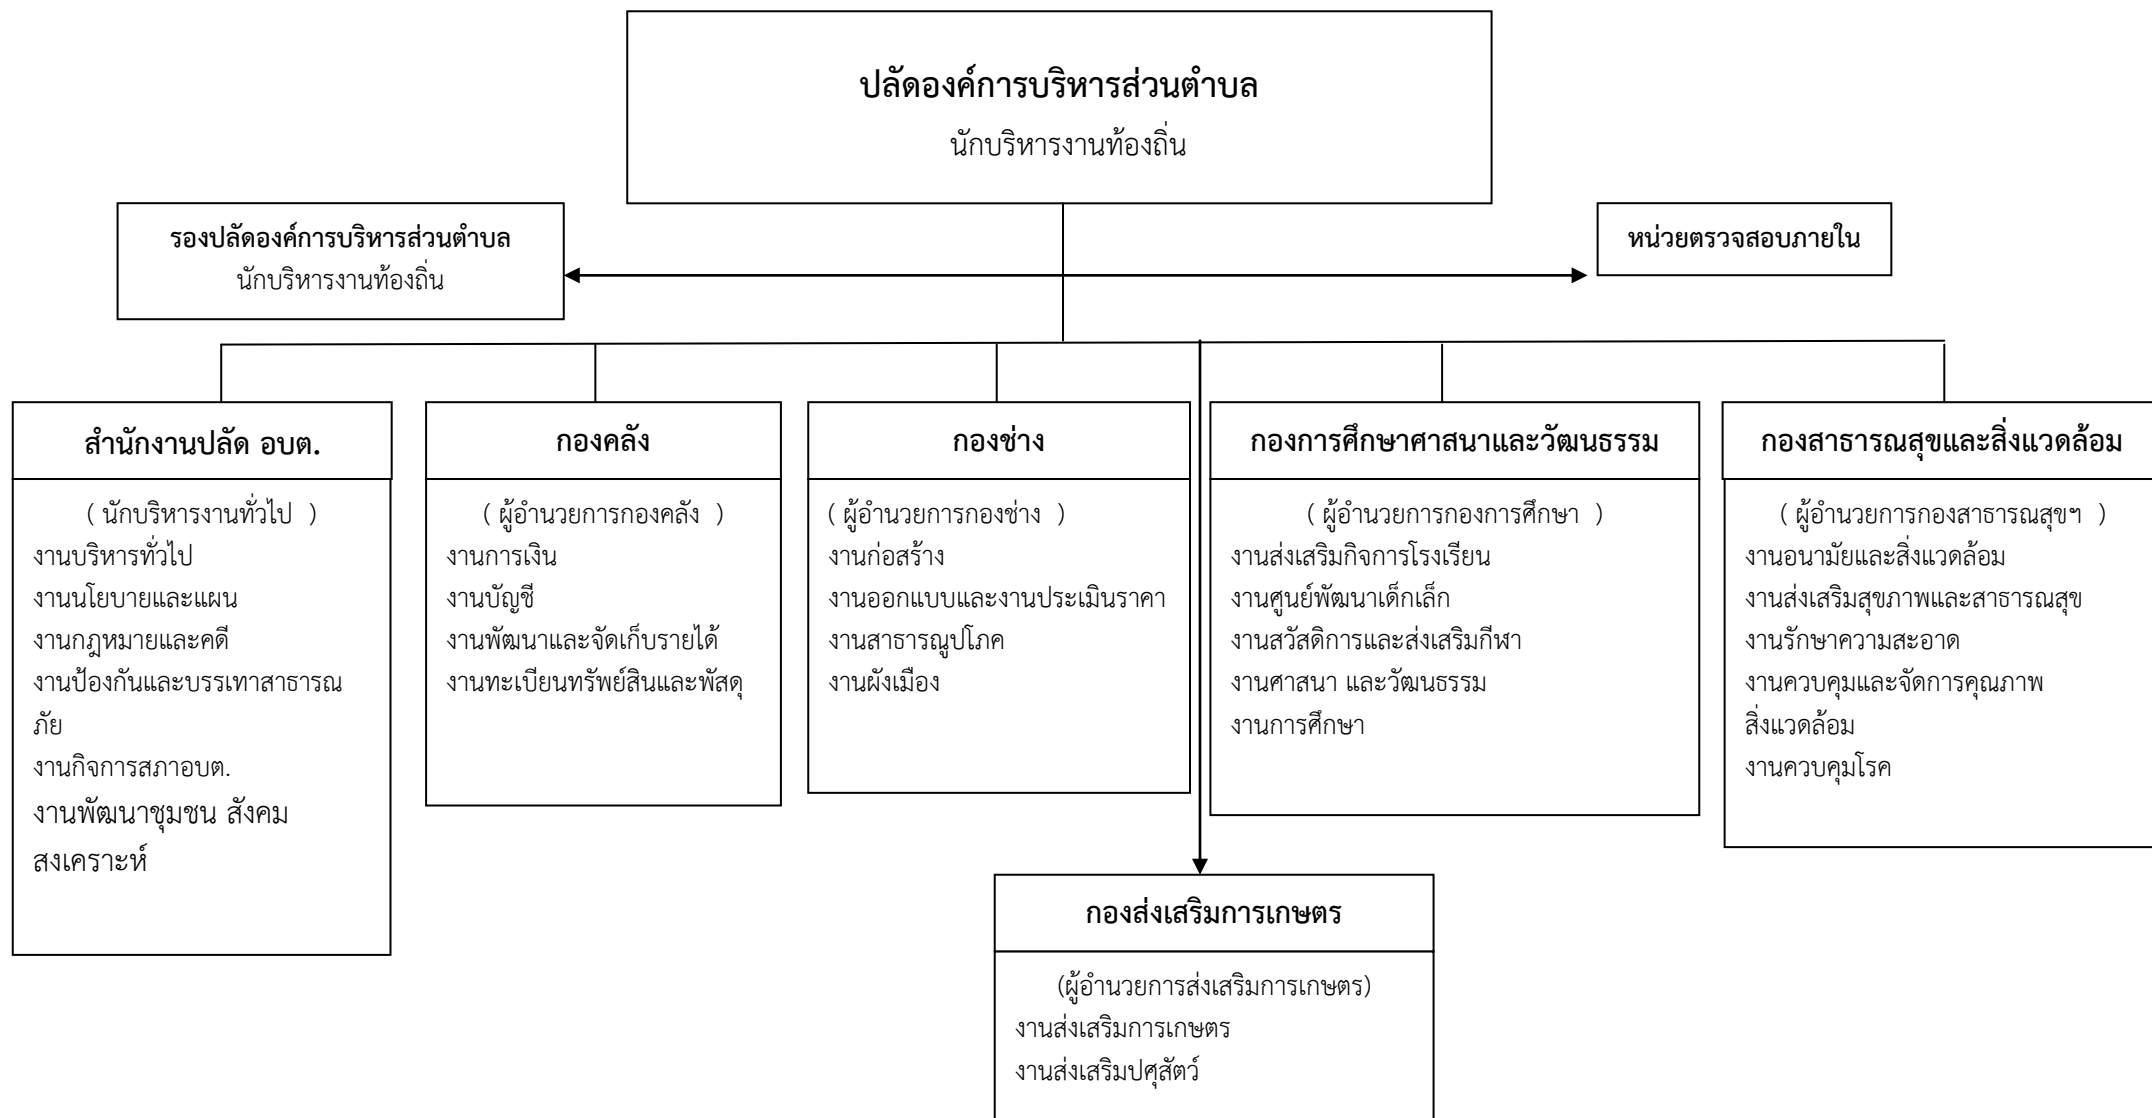 ปลัดองค์การบริหารส่วนตำบล
นักบริหารงานท้องถิ่น
รองปลัดองค์การบริหารส่วนตำบล
นักบริหารงานท้องถิ่น
หน่วยตรวจสอบภายใน
สำนักงานปลัด อบต.
( นักบริหารงานทั่วไป )
งานบริหารทั่วไป
งานนโยบายและแผน
งานกฎหมายและคดี
งานป้องกันและบรรเทาสาธารณ
ภัย
งานกิจการสภาอบต.
งานพัฒนาชุมชน สังคม
สงเคราะห์
กองคลัง
( ผู้อำนวยการกองคลัง )
งานการเงิน
งานบัญชี
งานพัฒนาและจัดเก็บรายได้
งานทะเบียนทรัพย์สินและพัสดุ
กองช่าง
( ผู้อำนวยการกองช่าง )
งานก่อสร้าง
งานออกแบบและงานประเมินราคา
งานสาธารณูปโภค
งานผังเมือง
กองการศึกษาศาสนาและวัฒนธรรม
( ผู้อำนวยการกองการศึกษา )
งานส่งเสริมกิจการโรงเรียน
งานศูนย์พัฒนาเด็กเล็ก
งานสวัสดิการและส่งเสริมกีฬา
งานศาสนา และวัฒนธรรม
งานการศึกษา
กองสาธารณสุขและสิ่งแวดล้อม
( ผู้อำนวยการกองสาธารณสุขฯ )
งานอนามัยและสิ่งแวดล้อม
งานส่งเสริมสุขภาพและสาธารณสุข
งานรักษาความสะอาด
งานควบคุมและจัดการคุณภาพ
สิ่งแวดล้อม
งานควบคุมโรค
กองส่งเสริมการเกษตร
(ผู้อำนวยการส่งเสริมการเกษตร)
งานส่งเสริมการเกษตร
งานส่งเสริมปศุสัตว์